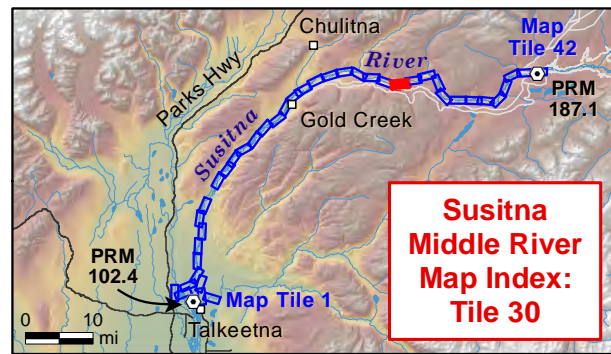 Chulitna
Map
Tile 42
River
Parks Hwy
PRM
187.1
Gold Creek
Susitna
Susitna
Middle River
Map Index:
Tile 30
PRM
102.4
Map Tile 1
0 10
mi
Talkeetna